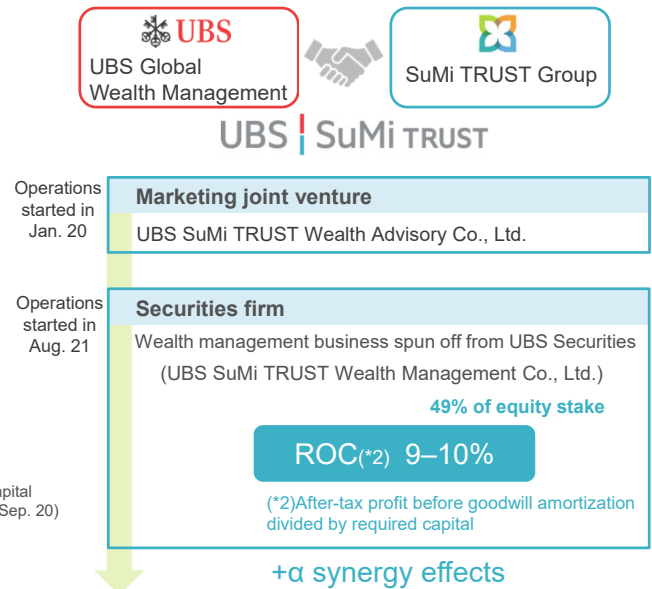 UBS
UBS Global
Wealth Management
SuMi TRUST Group
UBS SuMi TRUST
Operations
started in
Jan. 20
Marketing joint venture
UBS SuMi TRUST Wealth Advisory Co., Ltd.
Operations
started in
Aug. 21
Securities firm
Wealth management business spun off from UBS Securities
(UBS SuMi TRUST Wealth Management Co., Ltd.)
49% of equity stake
ROC(*2) 9–10%
pital
Sep. 20)
(*2)After-tax profit before goodwill amortization
divided by required capital
+α synergy effects